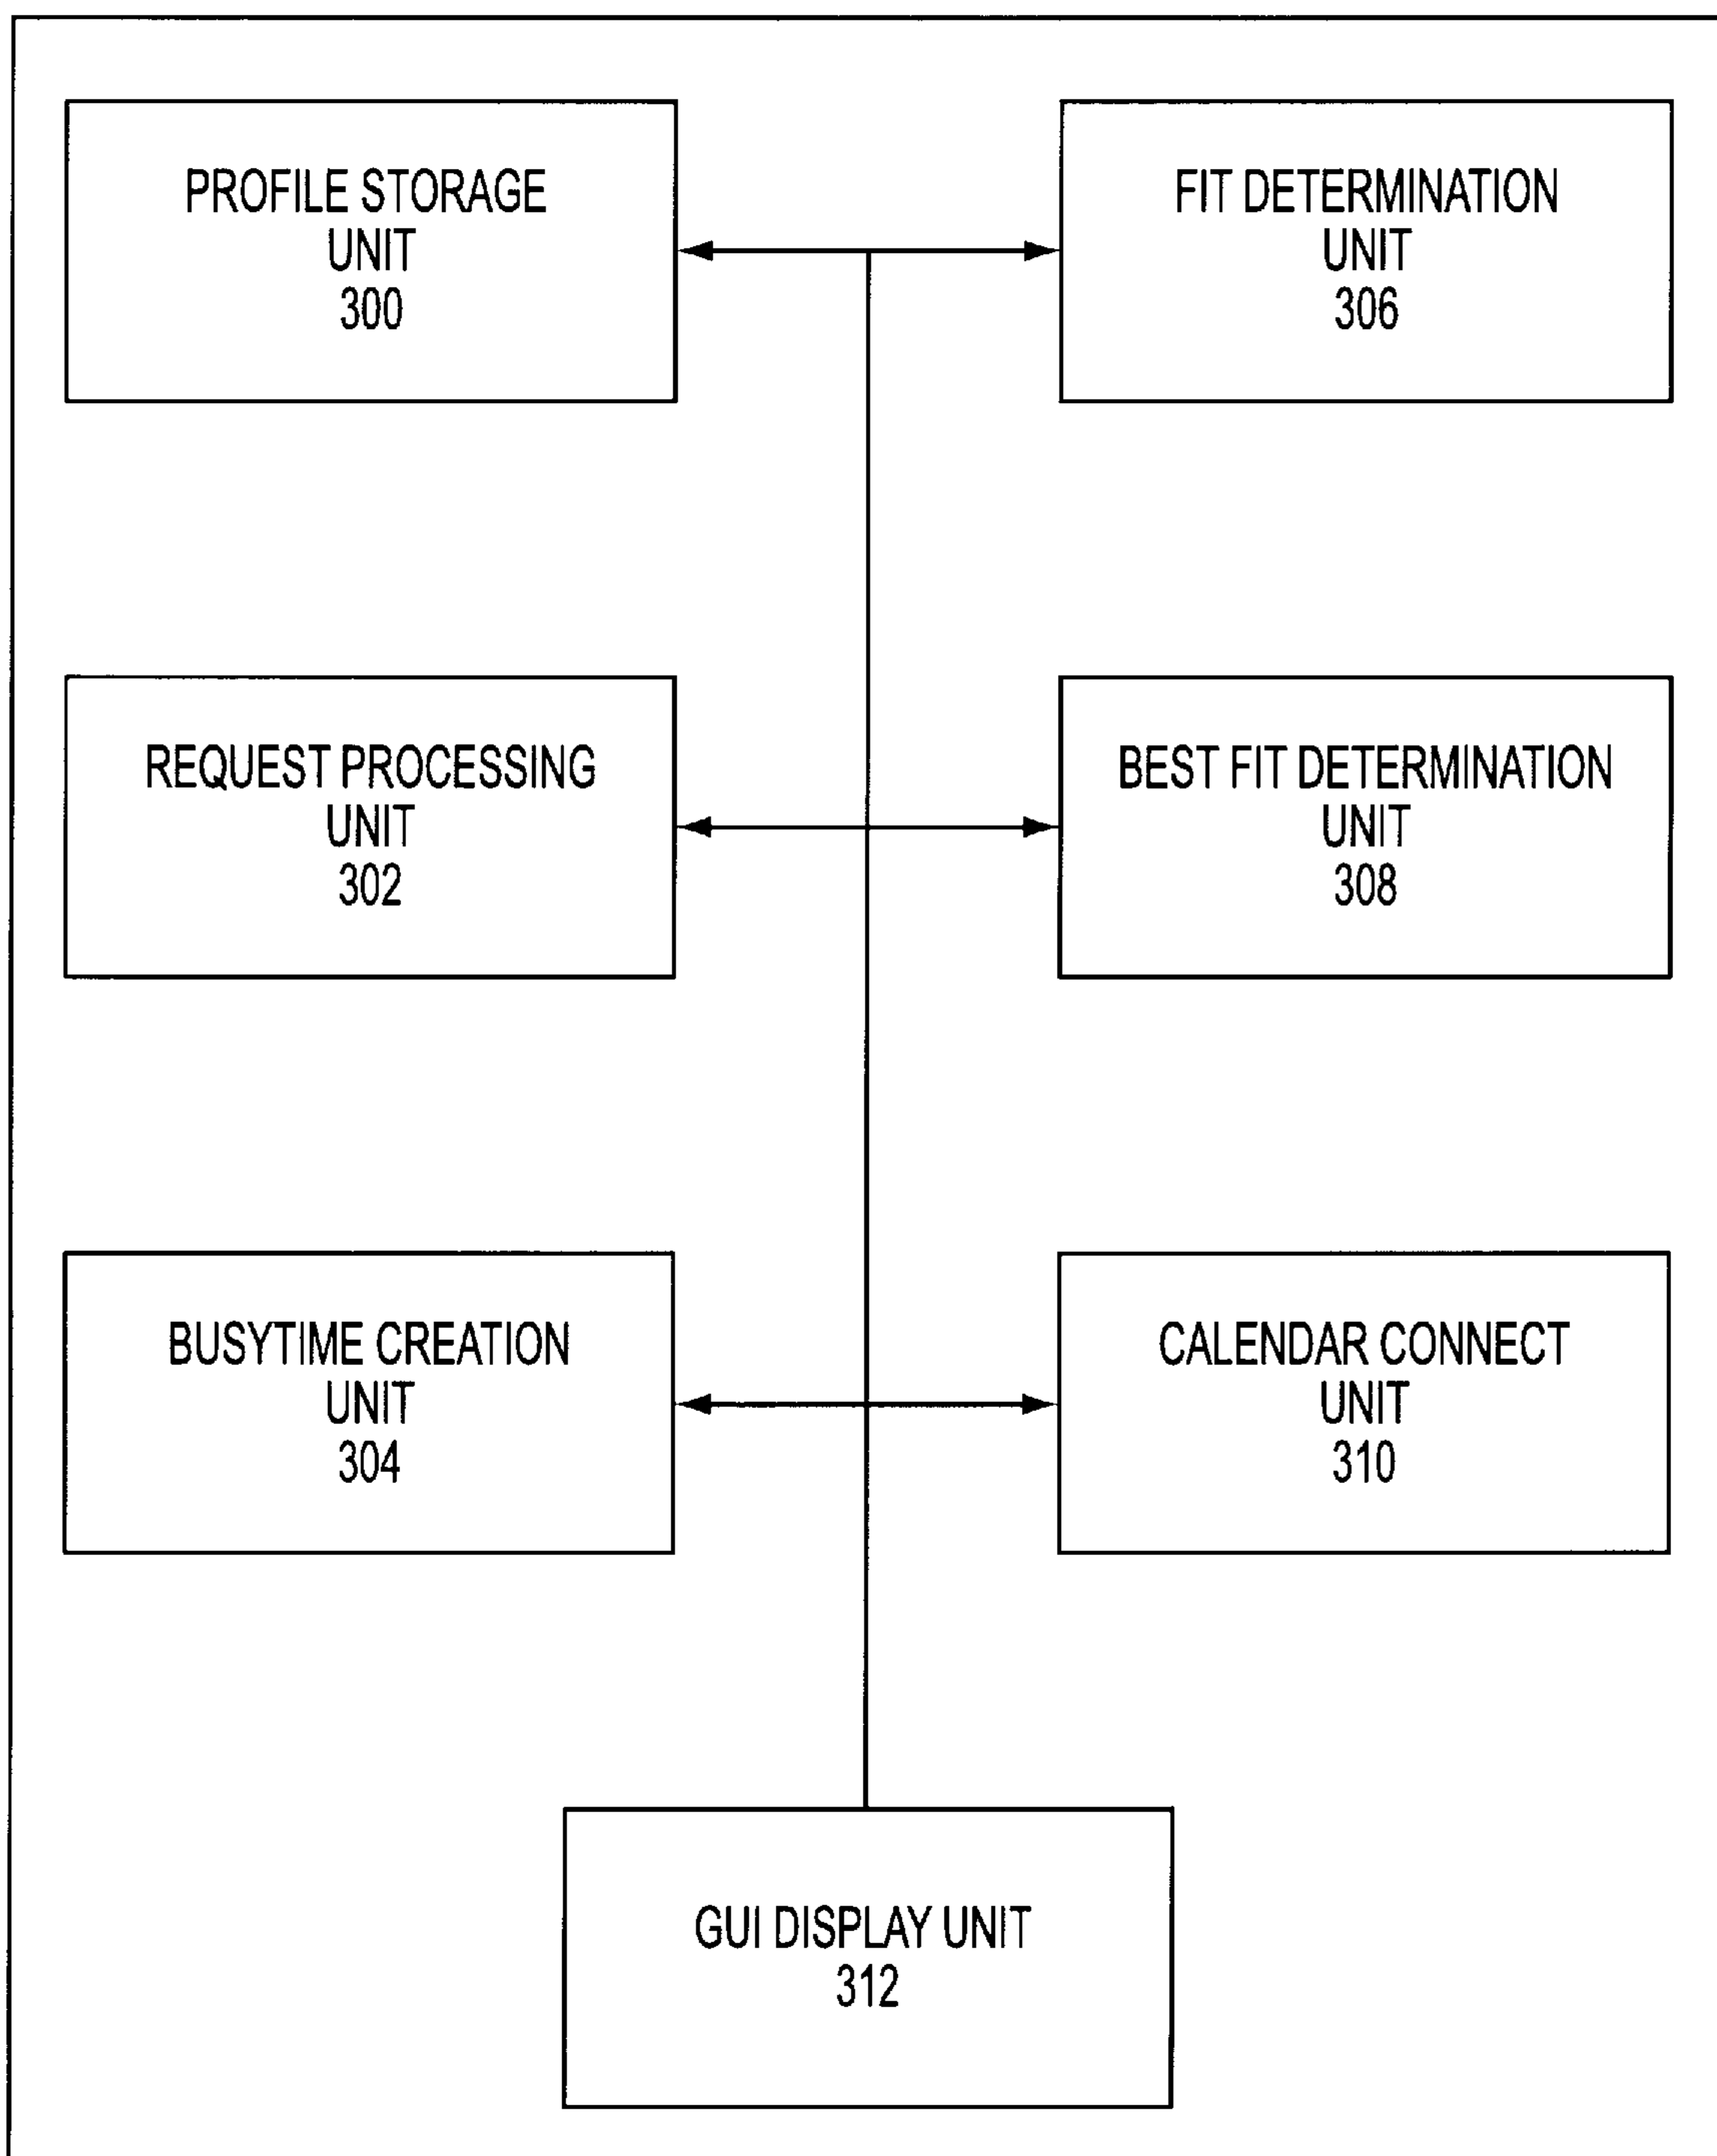 PROFILE STORAGE
UNIT
300
FIT DETERMINATION
UNIT
306
REQUEST PROCESSING
UNIT
302
BEST FIT DETERMINATION
UNIT
308
BUSYTIME CREATION
UNIT
304
CALENDAR CONNECT
UNIT
310
GUI DISPLAY UNIT
312